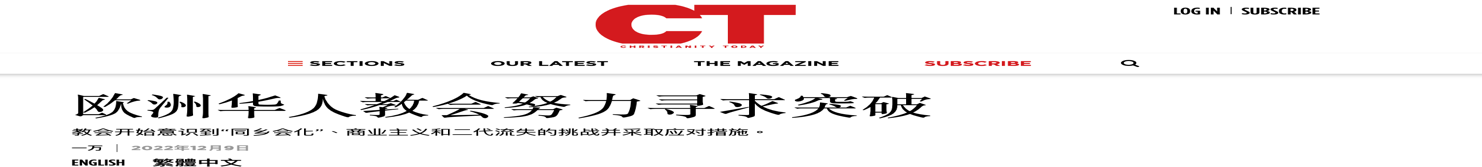 LOG IN | SUBSCRIBE
CT
CHRISTIANITY TODAY
SECTIONS OUR LATEST THE MAGAZINE SUBSCRIBE
欧洲华人教会努力寻求突破
教会开始意识到“同乡会化”、商业主义和二代流失的挑战并采取应对措施。
一万 | 2022年12月9日
ENGLISH 繁體中文